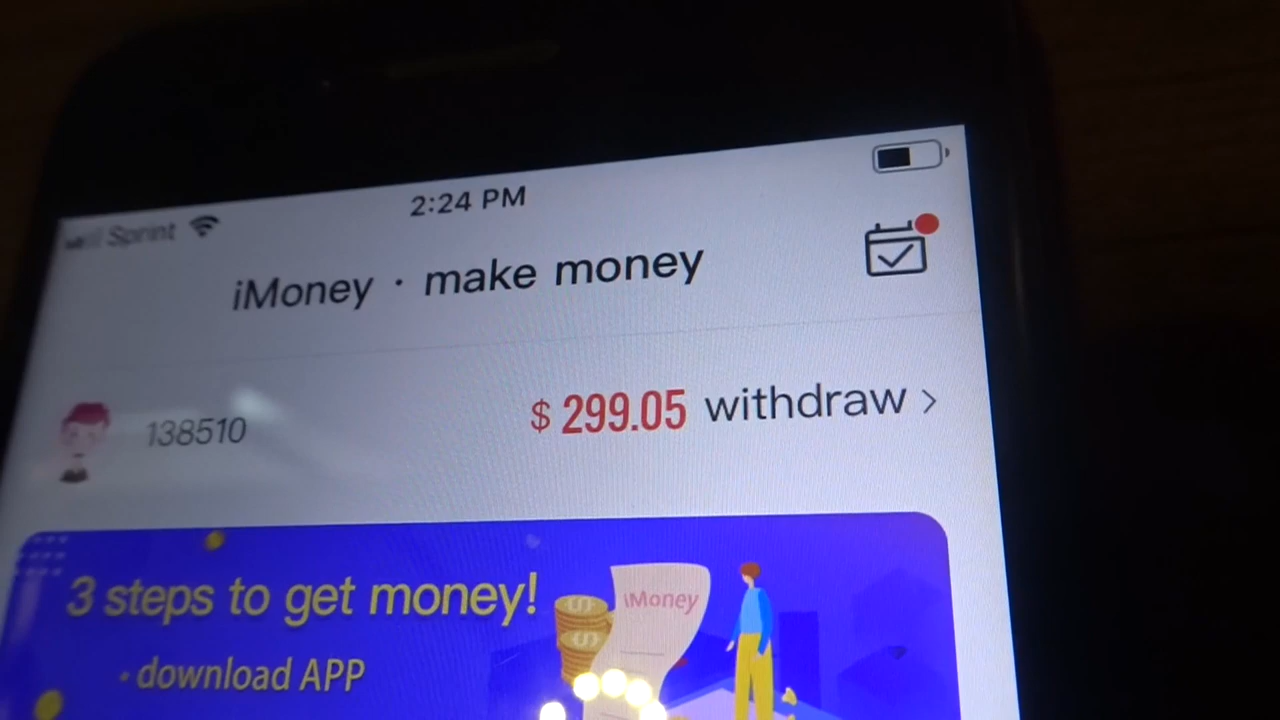 Sprint
2:24 PM
iMoney · make money
138510
$ 299.05 withdraw >
3 steps to get money!
iMoney
• download APP